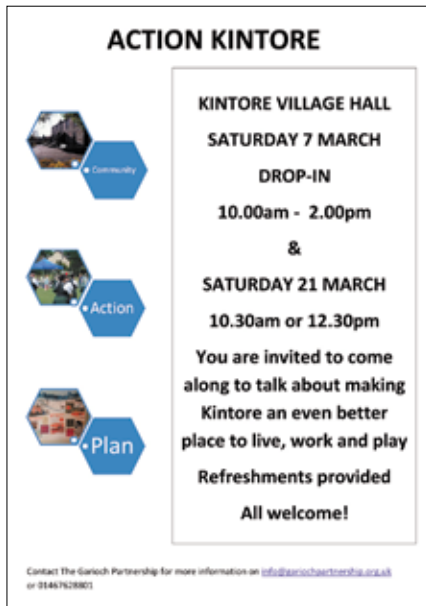 ACTION KINTORE
Community
Action
Plan
KINTORE VILLAGE HALL
SATURDAY 7 MARCH
DROP-IN
10.00am - 2.00pm
&
SATURDAY 21 MARCH
10.30am or 12.30pm
You are invited to come
along to talk about making
Kintore an even better
place to live, work and play
Refreshments provided
All welcome!
Contact The Garioch Partnership for more information on info@gariochpartnership.org.uk
or 01467628801